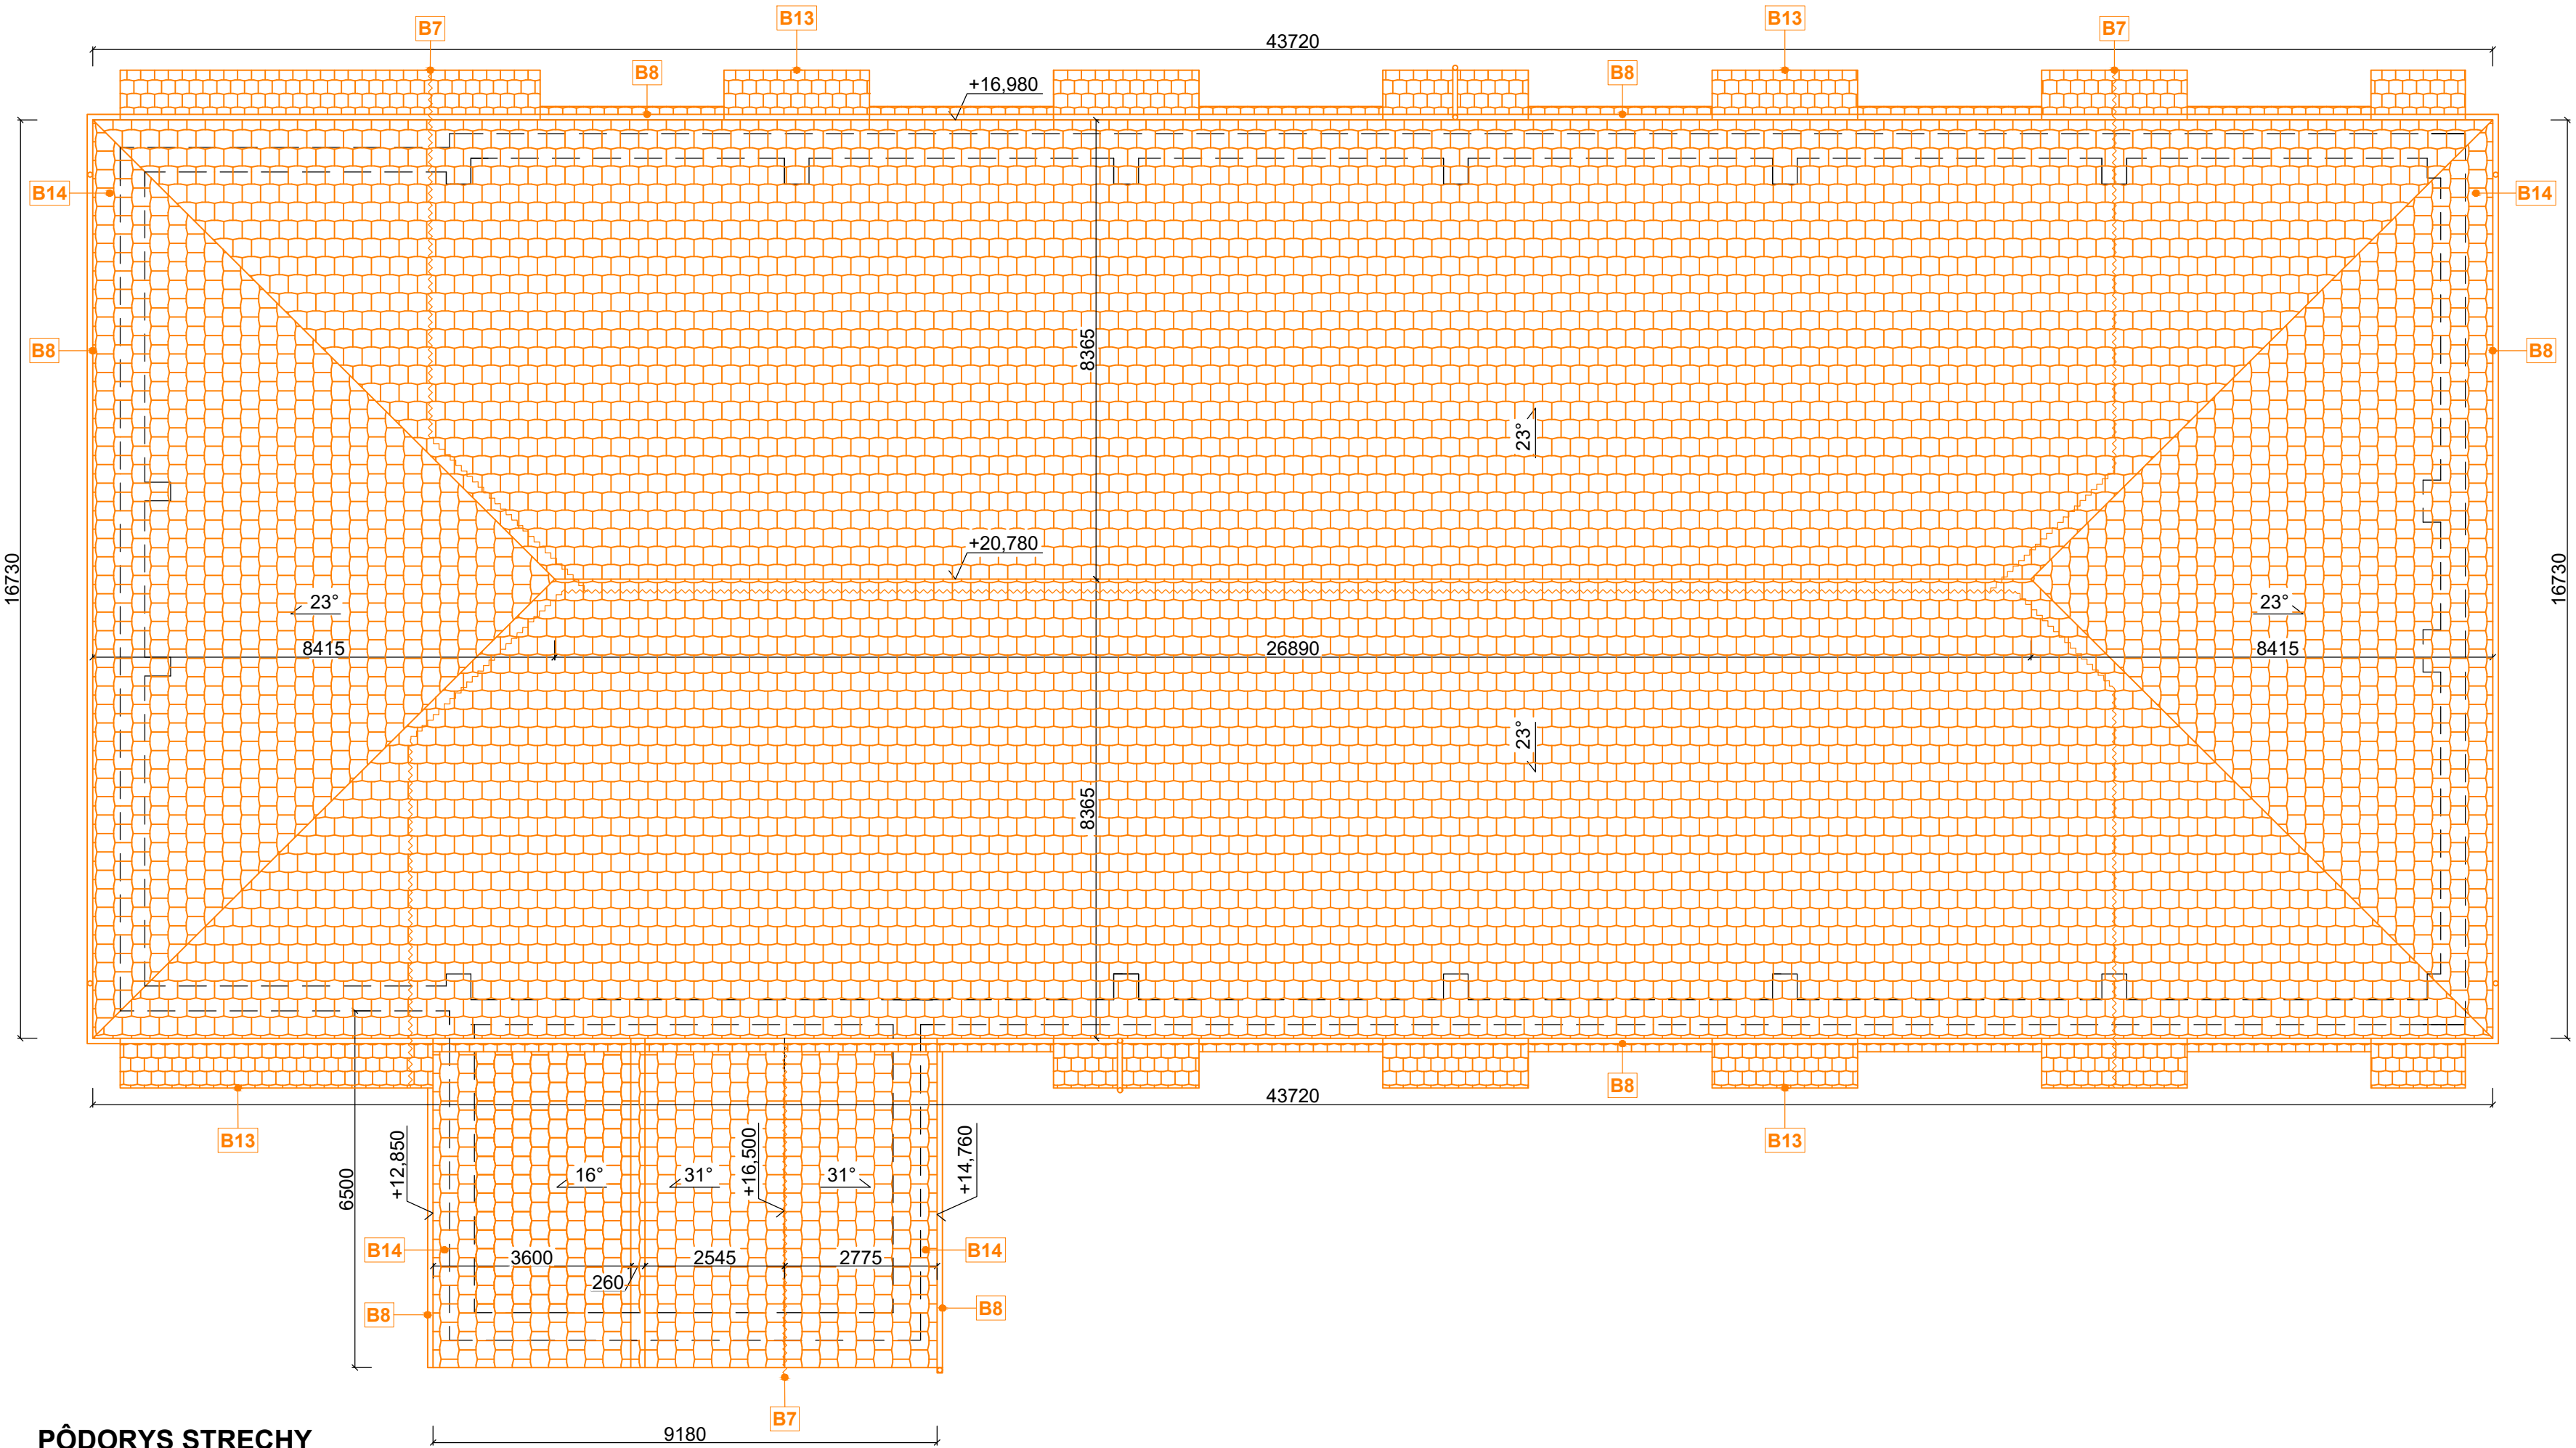 B7
B13
B13
B7
43720
B8
B8
+16,980
B14
B14
8365
B8
B8
23°
+20,780
16730
16730
23°
23°
8415
26890
8415
23°
8365
B8
43720
B13
B13
6500
+12,850
16°
31°
+16,500
31°
+14,760
B14
B14
3600
260
2545
2775
B8
B8
B7
9180
PÔDORYS STRECHY